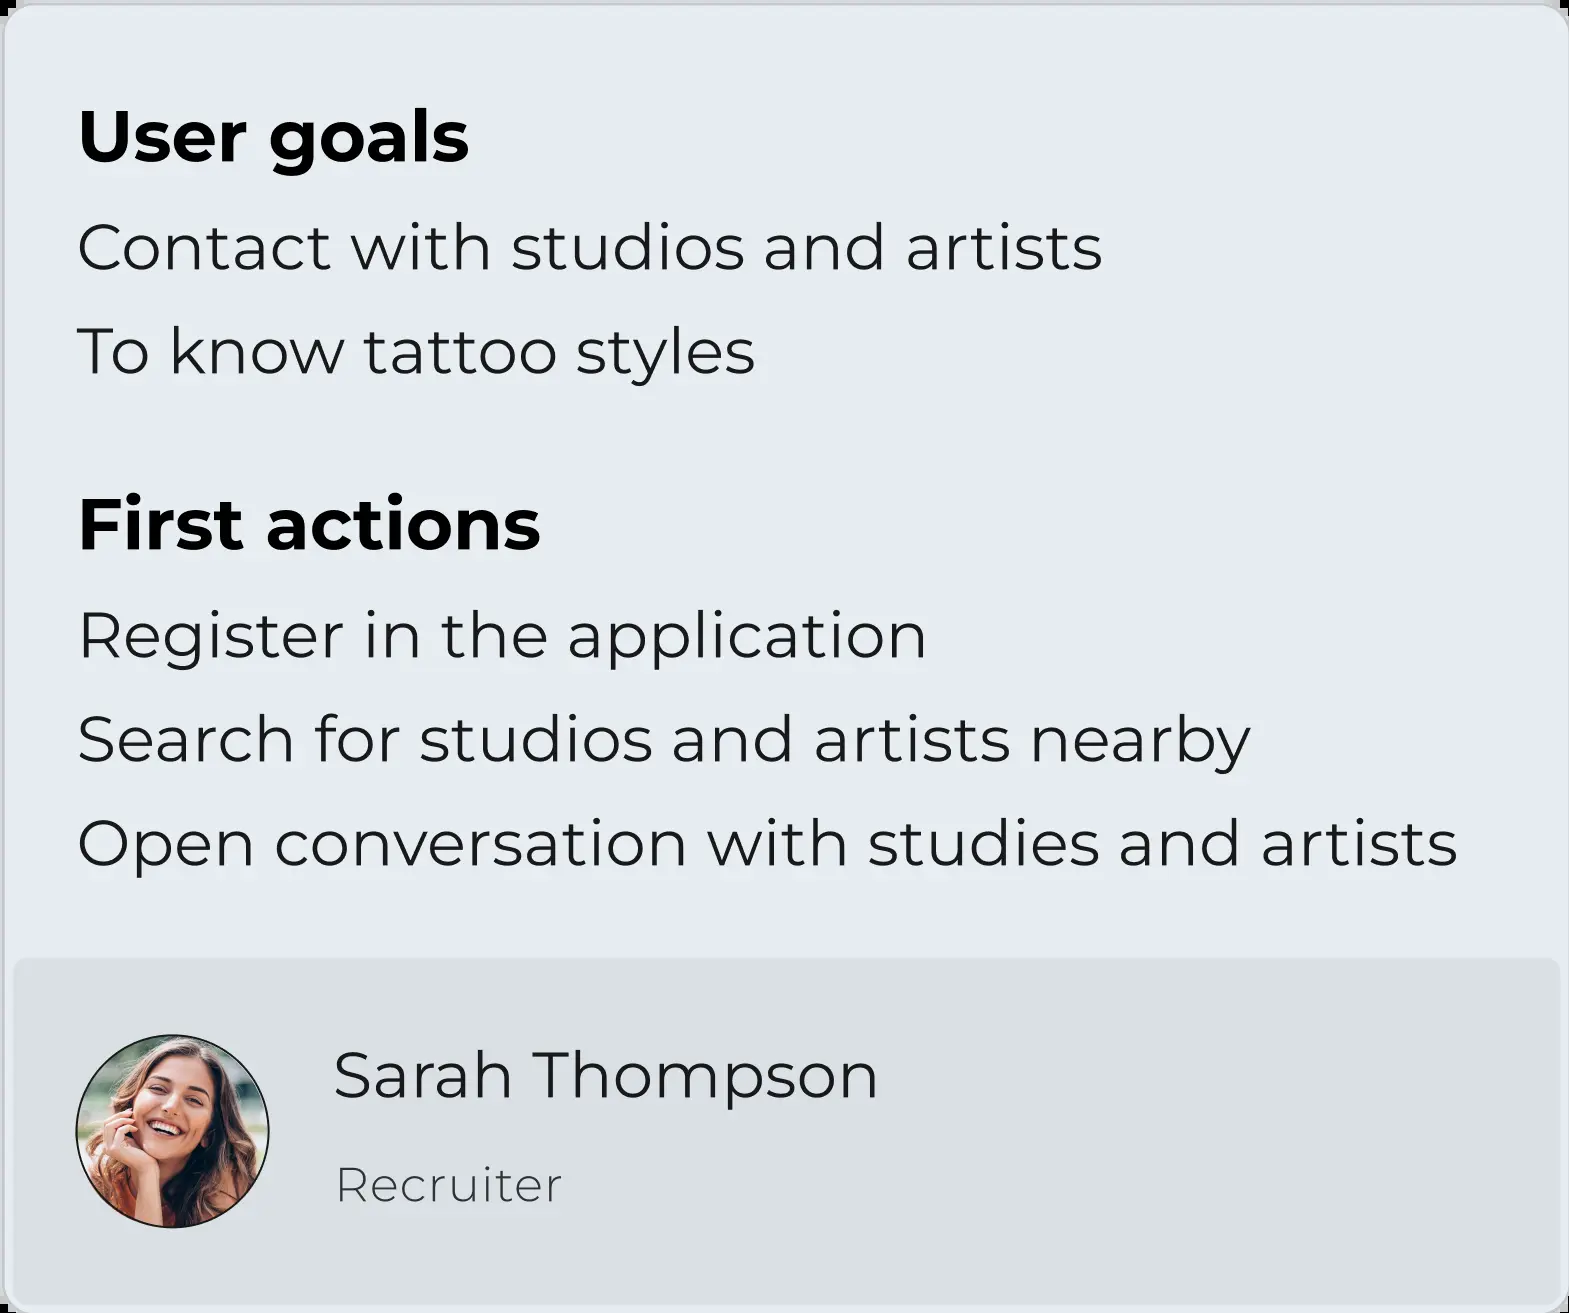 User goals
Contact with studios and artists
To know tattoo styles
First actions
Register in the application
Search for studios and artists nearby
Open conversation with studies and artists
Sarah Thompson
Recruiter